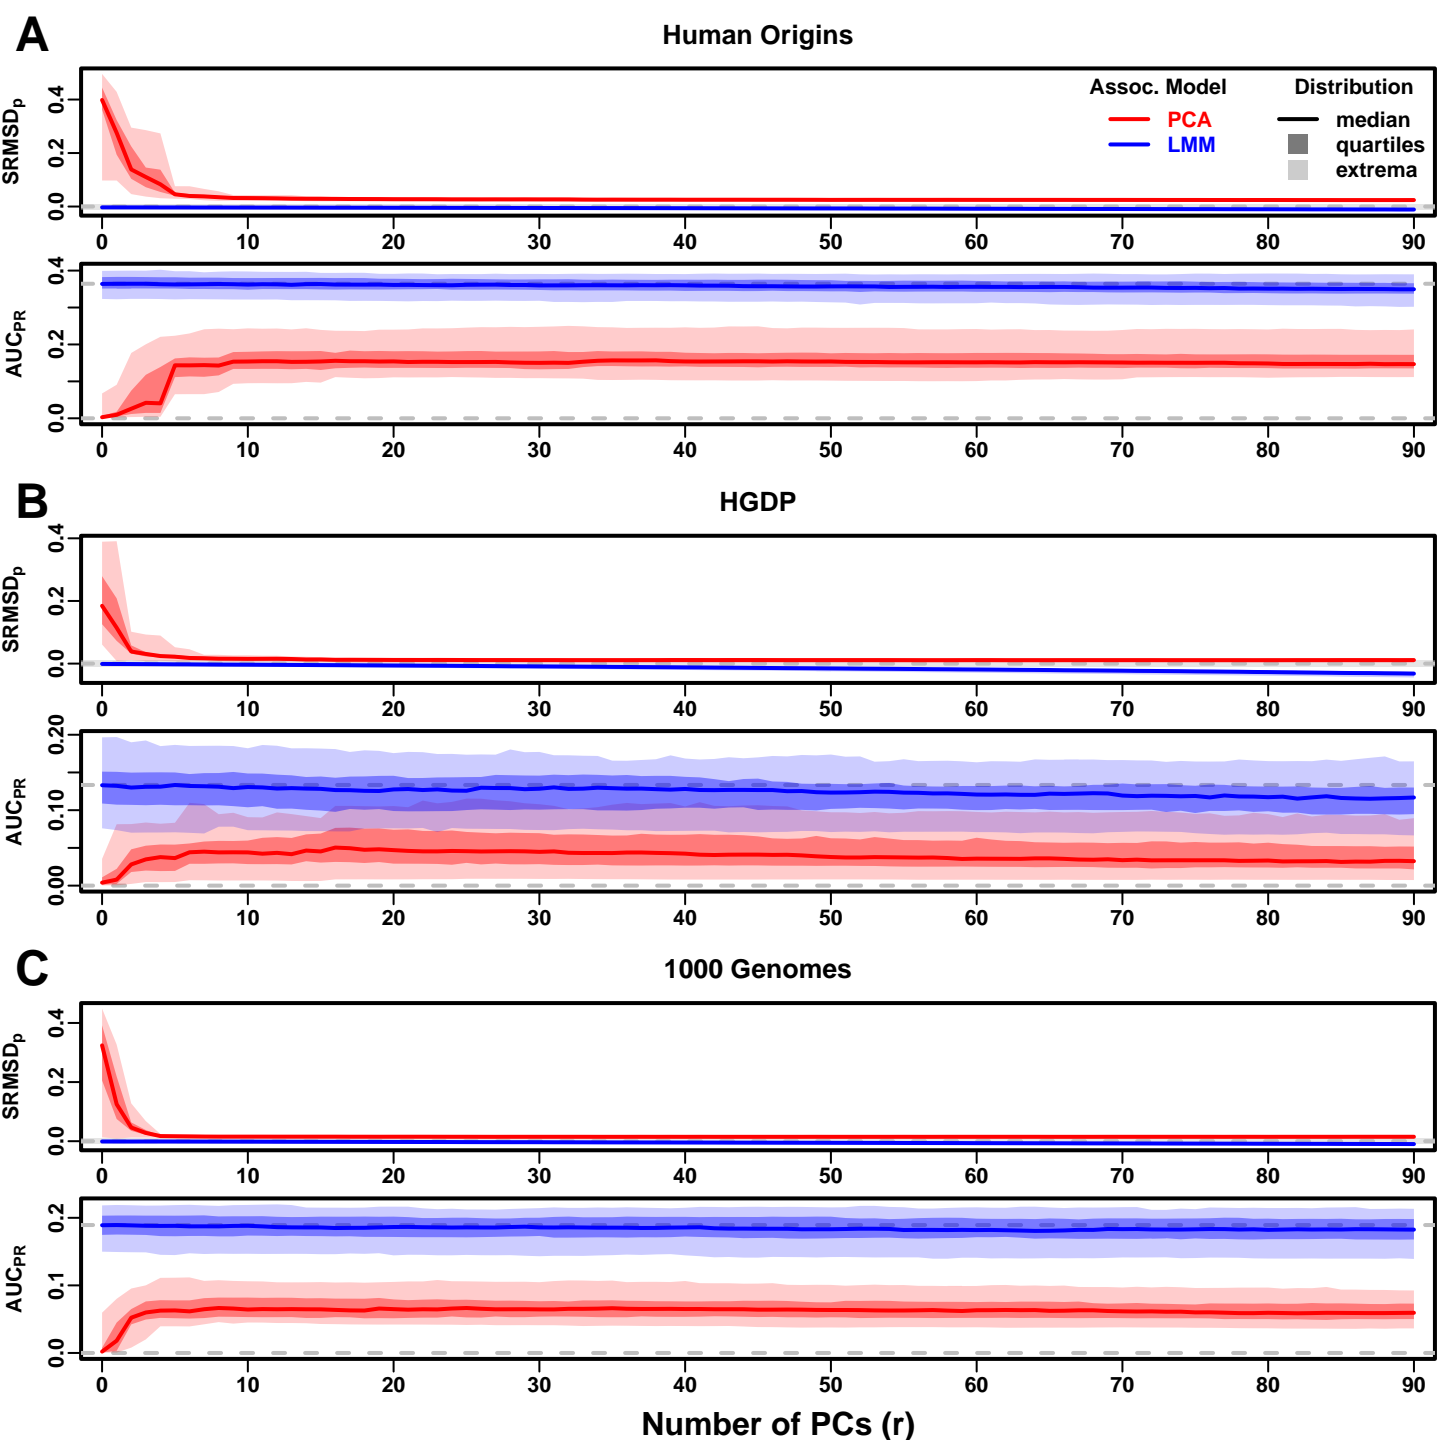 A
Human Origins
SRMSDp
0.0 0.2 0.4
Assoc. Model
PCA
LMM
Distribution
median
quartiles
extrema
0 10 20 30 40 50 60 70 80 90
AUCPR
0.0 0.2 0.4
0 10 20 30 40 50 60 70 80 90
B
HGDP
SRMSDp
0.0 0.2 0.4
0 10 20 30 40 50 60 70 80 90
AUCPR
0.00 0.10 0.20
0 10 20 30 40 50 60 70 80 90
C
1000 Genomes
SRMSDp
0.0 0.2 0.4
0 10 20 30 40 50 60 70 80 90
AUCPR
0.0 0.1 0.2
0 10 20 30 40 50 60 70 80 90
Number of PCs (r)